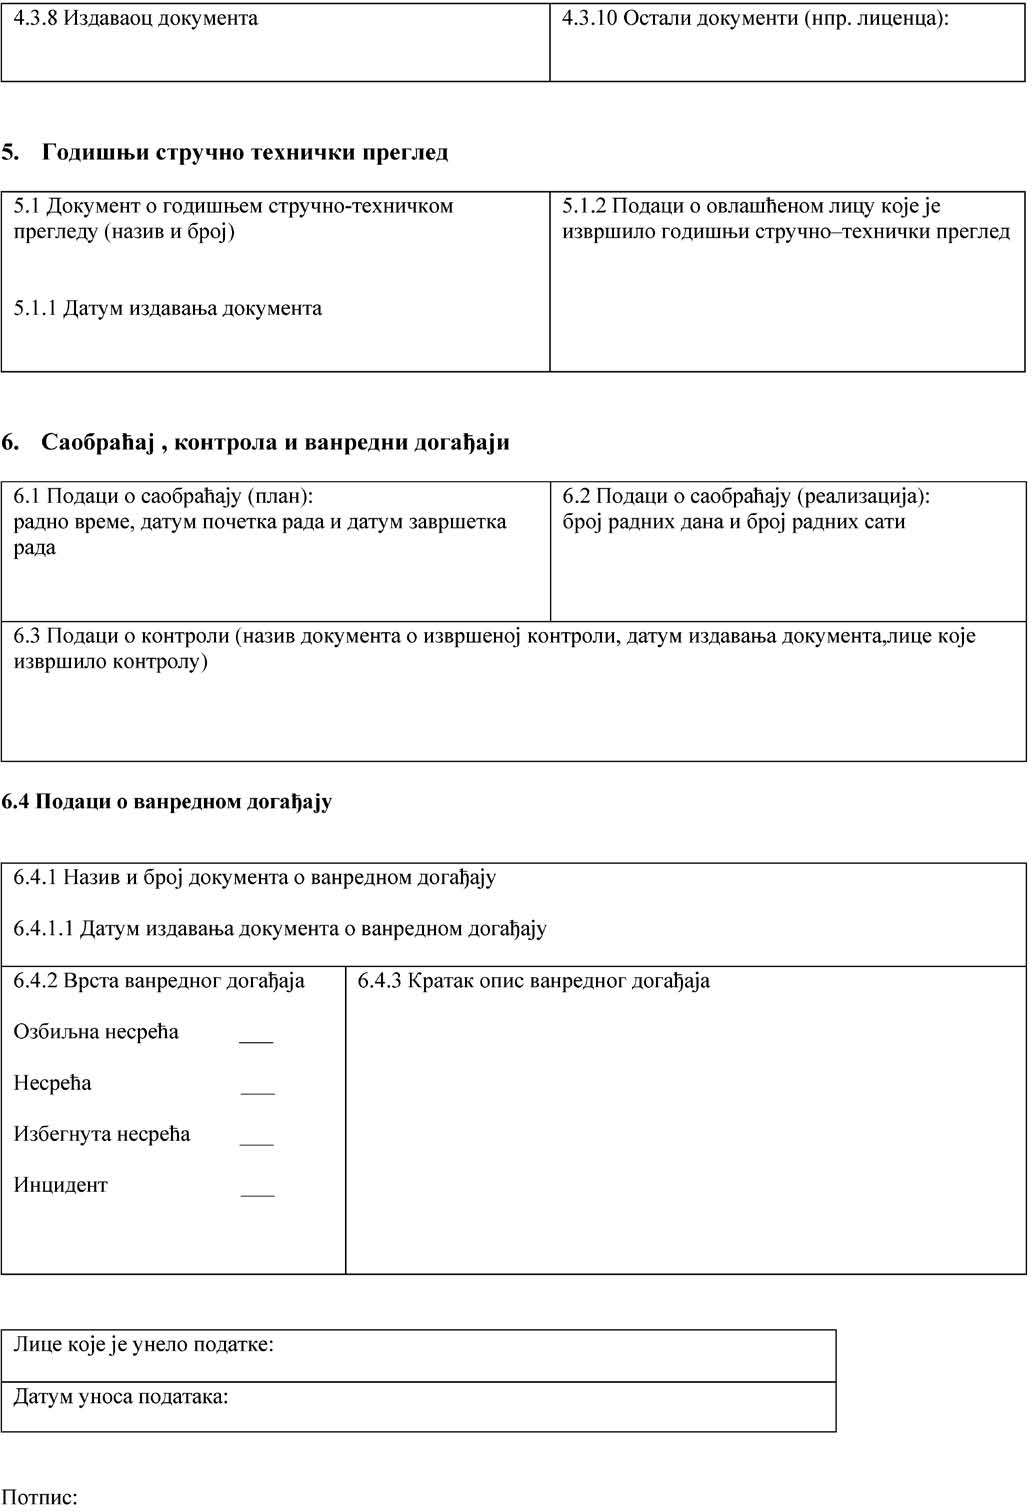 4.3.8 Издаваоц документа
4.3.10 Остали документи (нпр. лиценца):
5. Годишњи стручно технички преглед
5.1 Документ о годишњем стручно-техничком
прегледу (назив и број)
5.1.1 Датум издавања документа
5.1.2 Подаци о овлашћеном лицу које је
извршило годишњи стручно–технички преглед
6. Саобраћај , контрола и ванредни догађаји
6.1 Подаци о саобраћају (план):
радно време, датум почетка рада и датум завршетка
рада
6.2 Подаци о саобраћају (реализација):
број радних дана и број радних сати
6.3 Подаци о контроли (назив документа о извршеној контроли, датум издавања документа,лице које
извршило контролу)
6.4 Подаци о ванредном догађају
6.4.1 Назив и број документа о ванредном догађају
6.4.1.1 Датум издавања документа о ванредном догађају
6.4.2 Врста ванредног догађаја
Озбиљна несрећа ___
Несрећа ___
Избегнута несрећа ___
Инцидент ___
6.4.3 Кратак опис ванредног догађаја
Лице које је унело податке:
Датум уноса података:
Потпис: